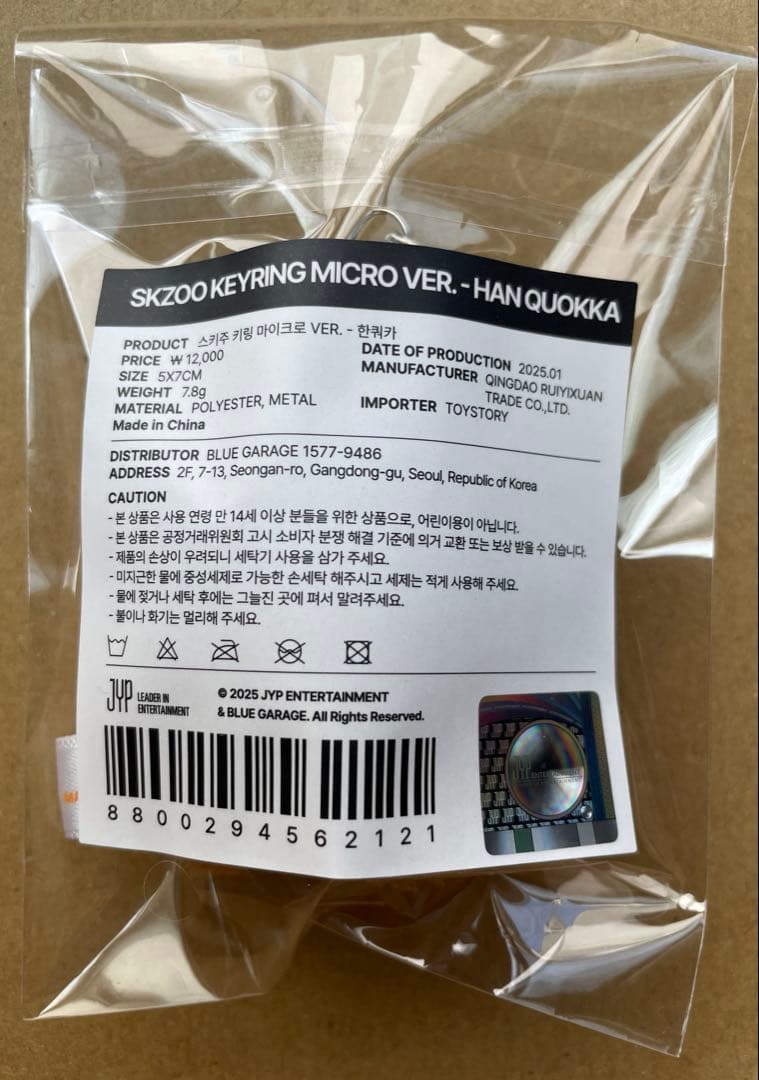 SKZOO KEYRING MICRO VER. - HAN QUOKKA
PRODUCT 스키주 키링 마이크로 VER. - 한쿼카
PRICE ₩ 12,000
SIZE 5X7CM
WEIGHT 7.8g
MATERIAL POLYESTER, METAL
Made in China
DATE OF PRODUCTION 2025.01
MANUFACTURER QINGDAO RUIYIXUAN
TRADE CO.,LTD.
IMPORTER TOYSTORY
DISTRIBUTOR BLUE GARAGE 1577-9486
ADDRESS 2F, 7-13, Seongan-ro, Gangdong-gu, Seoul, Republic of Korea
CAUTION
- 본 상품은 사용 연령 만 14세 이상 분들을 위한 상품으로, 어린이용이 아닙니다.
- 본 상품은 공정거래위원회 고시 소비자 분쟁 해결 기준에 의거 교환 또는 보상 받을 수 있습니다.
- 제품의 손상이 우려되니 세탁기 사용을 삼가 주세요.
- 미지근한 물에 중성세제로 가능한 손세탁 해주시고 세제는 적게 사용해 주세요.
- 물에 젖거나 세탁 후에는 그늘진 곳에 펴서 말려주세요.
- 불이나 화기는 멀리해 주세요.
JYP LEADER IN
ENTERTAINMENT
© 2025 JYP ENTERTAINMENT
& BLUE GARAGE. All Rights Reserved.
8800294562121
JYP ENTERTAINMENT